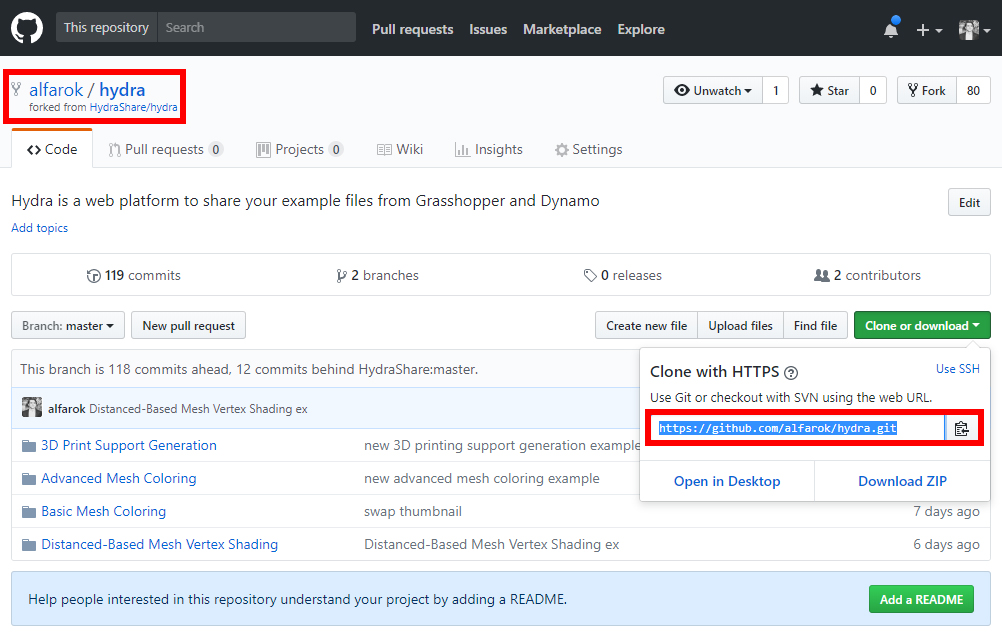 This repository Search Pull requests Issues Marketplace Explore
alfarok / hydra
forked from HydraShare/hydra
Unwatch 1 Star 0 Fork 80
Code Pull requests 0 Projects 0 Wiki Insights Settings
Hydra is a web platform to share your example files from Grasshopper and Dynamo Edit
Add topics
119 commits 2 branches 0 releases 2 contributors
Branch: master New pull request Create new file Upload files Find file Clone or download
This branch is 118 commits ahead, 12 commits behind HydraShare:master.
Clone with HTTPS ? Use SSH
Use Git or checkout with SVN using the web URL.
https://github.com/alfarok/hydra.git
Open in Desktop Download ZIP
alfarok Distanced-Based Mesh Vertex Shading ex
3D Print Support Generation new 3D printing support generation example
Advanced Mesh Coloring new advanced mesh coloring example
Basic Mesh Coloring swap thumbnail 7 days ago
Distanced-Based Mesh Vertex Shading Distanced-Based Mesh Vertex Shading ex 6 days ago
Help people interested in this repository understand your project by adding a README. Add a README